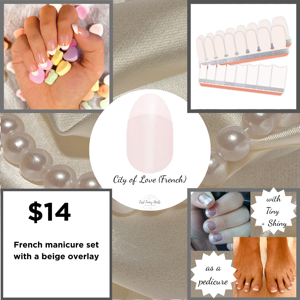 City of Love (French)
$14
French manicure set
with a beige overlay
with
Tiny
+ Shiny
as a
pedicure